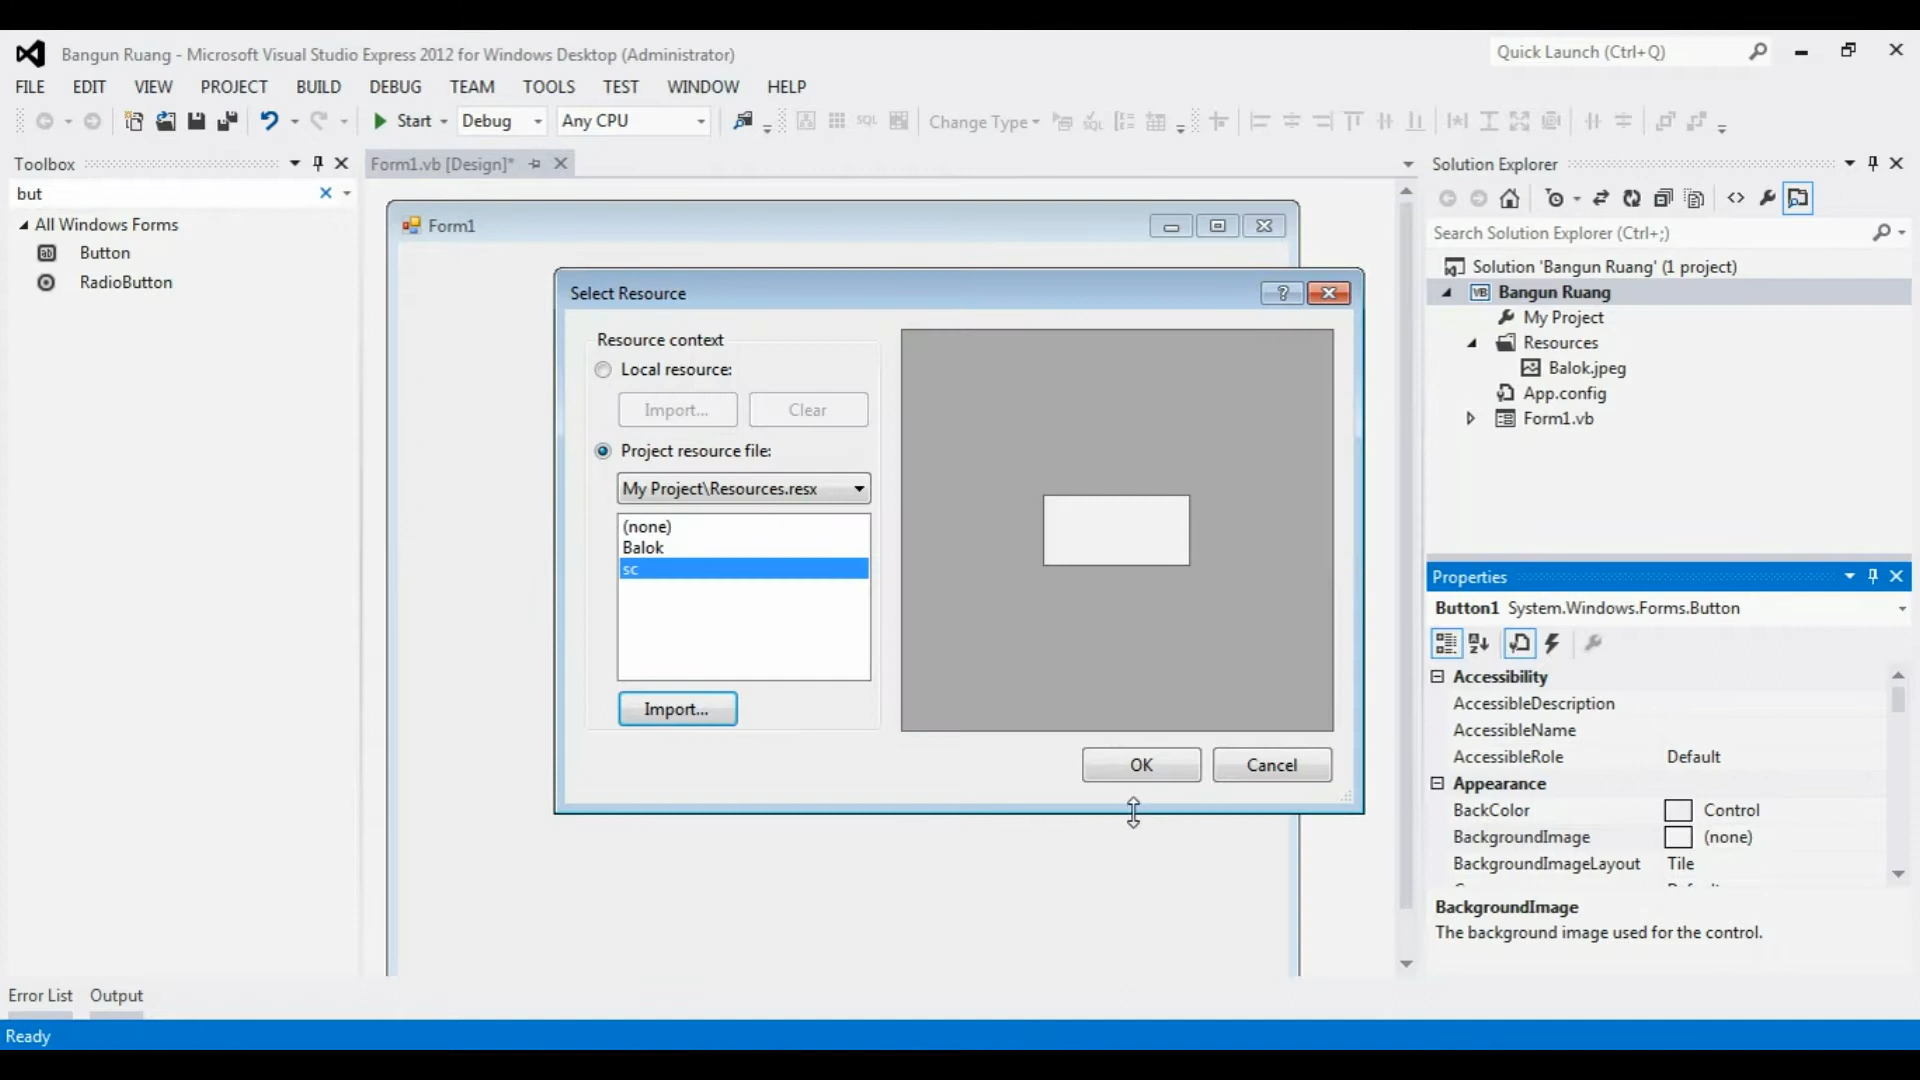 Bangun Ruang - Microsoft Visual Studio Express 2012 for Windows Desktop (Administrator)
Quick Launch (Ctrl+Q)
FILE EDIT VIEW PROJECT BUILD DEBUG TEAM TOOLS TEST WINDOW HELP
Start Debug Any CPU SQL Change Type
Toolbox
Form1.vb [Design]*
Solution Explorer
but
All Windows Forms
Button
RadioButton
Form1
Select Resource
Resource context
Local resource:
Import... Clear
Project resource file:
My Project\Resources.resx
(none)
Balok
sc
Import...
OK Cancel
Search Solution Explorer (Ctrl+;)
Solution 'Bangun Ruang' (1 project)
VB Bangun Ruang
My Project
Resources
Balok.jpeg
App.config
Form1.vb
Properties
Button1 System.Windows.Forms.Button
Accessibility
AccessibleDescription
AccessibleName
AccessibleRole Default
Appearance
BackColor Control
BackgroundImage (none)
BackgroundImageLayout Tile
BackgroundImage
The background image used for the control.
Error List Output
Ready